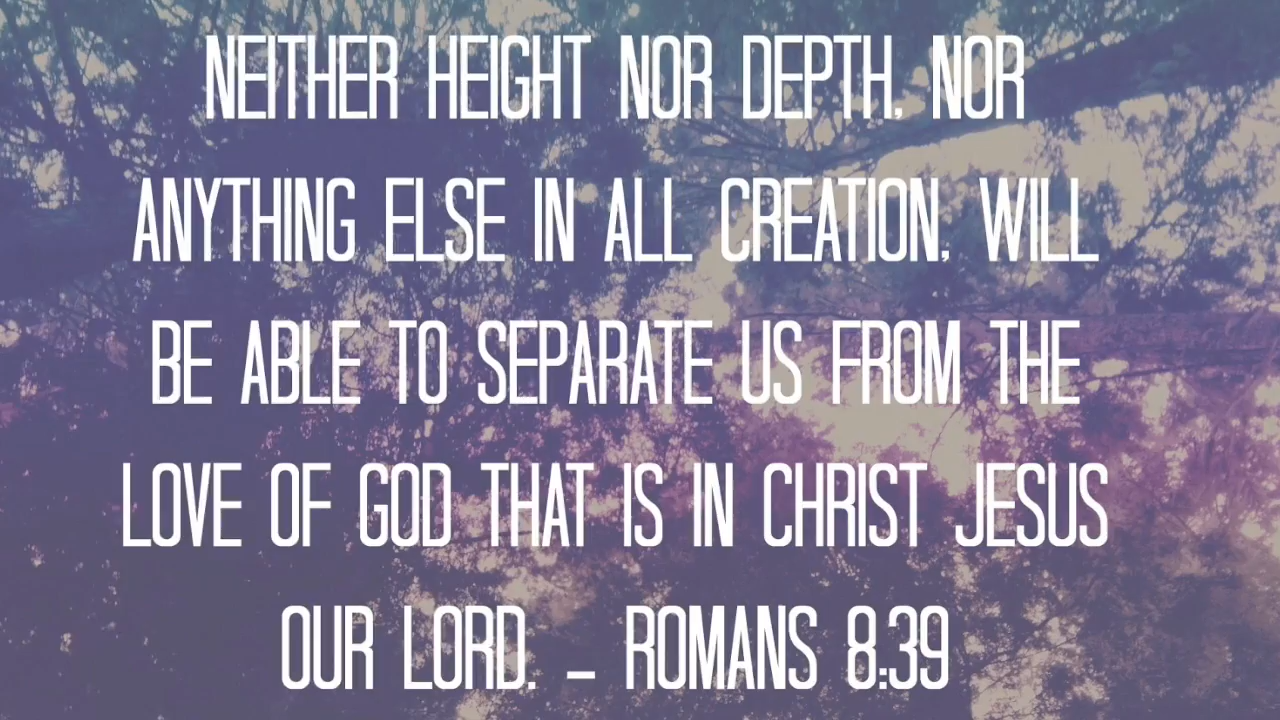 NEITHER HEIGHT NOR DEPTH, NOR
ANYTHING ELSE IN ALL CREATION, WILL
BE ABLE TO SEPARATE US FROM THE
LOVE OF GOD THAT IS IN CHRIST JESUS
OUR LORD. - ROMANS 8:39